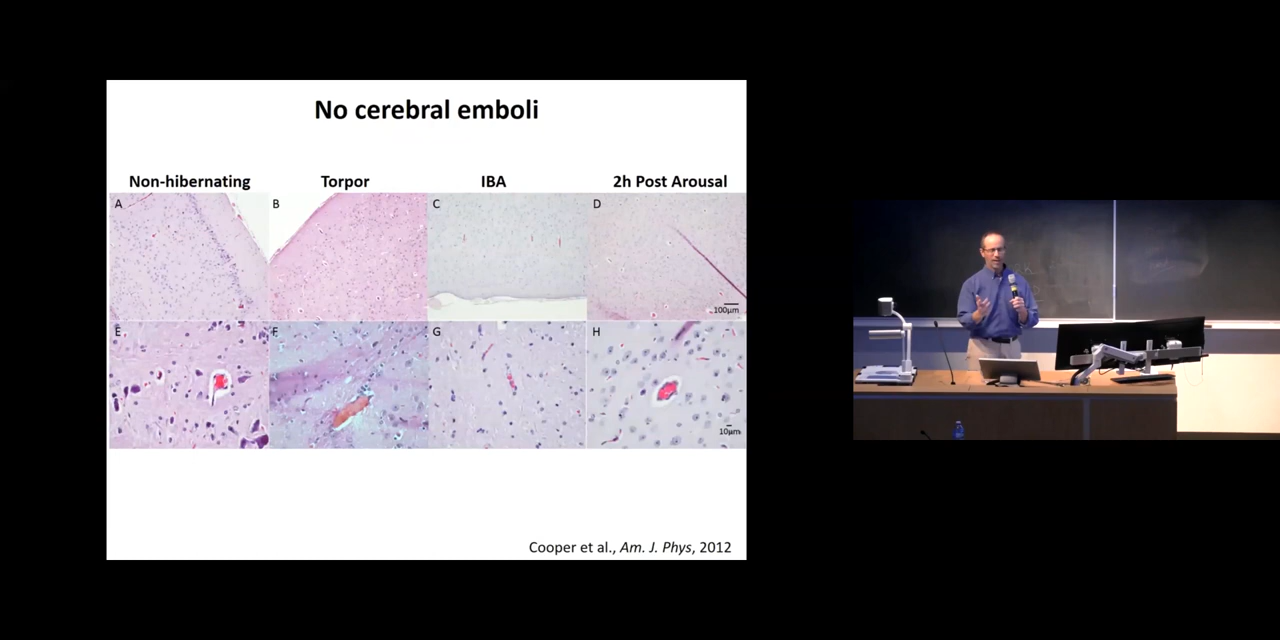 No cerebral emboli
Non-hibernating Torpor IBA 2h Post Arousal
A B C D
100μm
E F G H
10μm
Cooper et al., Am. J. Phys, 2012